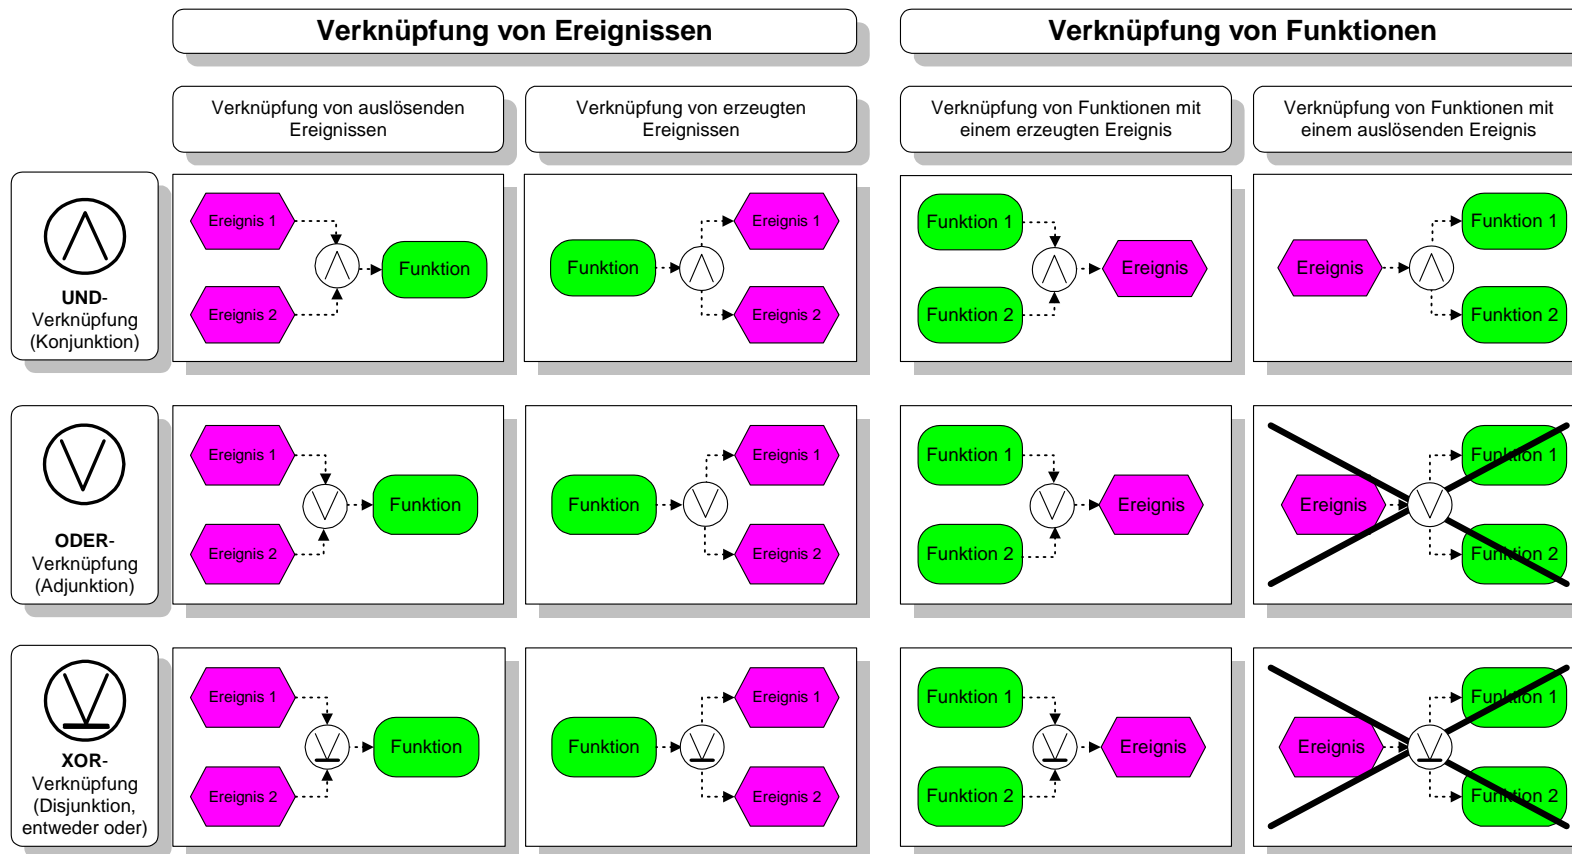 Verknüpfung von Ereignissen
Verknüpfung von Funktionen
Verknüpfung von auslösenden
Ereignissen
Verknüpfung von erzeugten
Ereignissen
Verknüpfung von Funktionen mit
einem erzeugten Ereignis
Verknüpfung von Funktionen mit
einem auslösenden Ereignis
UND-
Verknüpfung
(Konjunktion)
Ereignis 1
Ereignis 2
Funktion
Funktion
Ereignis 1
Ereignis 2
Funktion 1
Funktion 2
Ereignis
Ereignis
Funktion 1
Funktion 2
ODER-
Verknüpfung
(Adjunktion)
Ereignis 1
Ereignis 2
Funktion
Funktion
Ereignis 1
Ereignis 2
Funktion 1
Funktion 2
Ereignis
Ereignis
Funktion 1
Funktion 2
XOR-
Verknüpfung
(Disjunktion,
entweder oder)
Ereignis 1
Ereignis 2
Funktion
Funktion
Ereignis 1
Ereignis 2
Funktion 1
Funktion 2
Ereignis
Ereignis
Funktion 1
Funktion 2